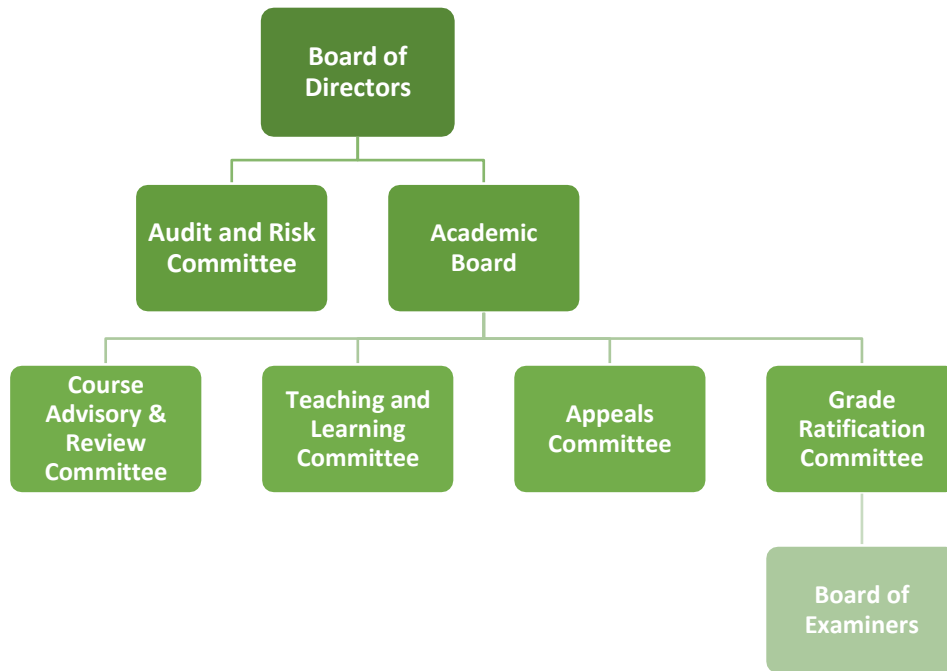 Board of
Directors
Audit and Risk
Committee
Academic
Board
Course
Advisory &
Review
Committee
Teaching and
Learning
Committee
Appeals
Committee
Grade
Ratification
Committee
Board of
Examiners